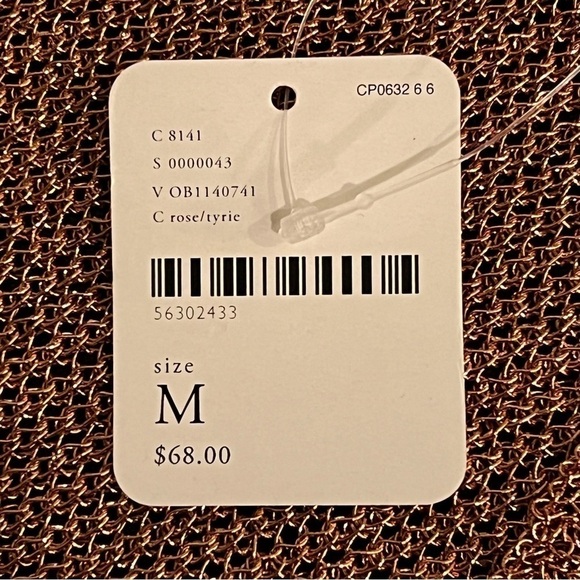 CP0632 6 6
C 8141
S 0000043
V OB1140741
C rose/tyrie
56302433
size
M
$68.00